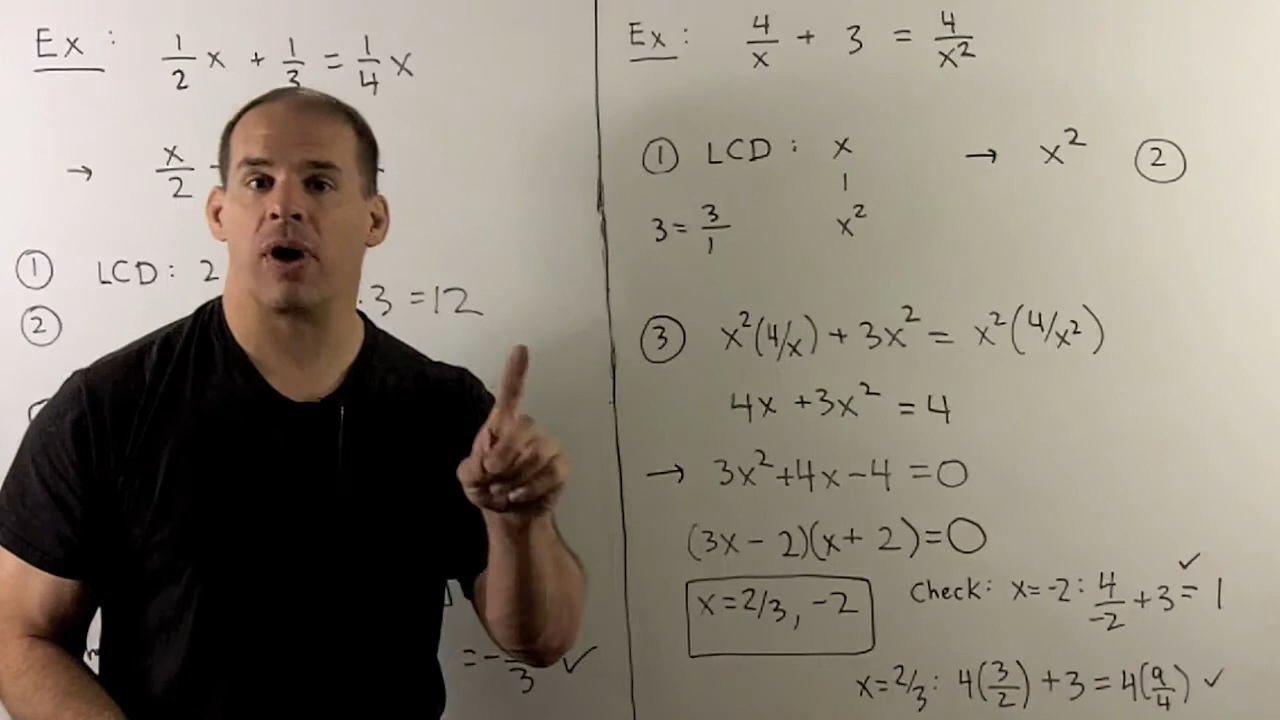 Ex: 1/2 x + 1/3 = 1/4 x
→ x/2
① LCD: 2
② · 3 = 12
= - /3 ✓
Ex: 4/x + 3 = 4/x²
① LCD: x → x² ②
1
3 = 3/1 x²
③ x²(4/x) + 3x² = x²(4/x²)
4x + 3x² = 4
→ 3x² + 4x - 4 = 0
(3x - 2)(x + 2) = 0
x = 2/3, -2
Check: x = -2: 4/-2 + 3 = 1 ✓
x = 2/3: 4(3/2) + 3 = 4(9/4) ✓